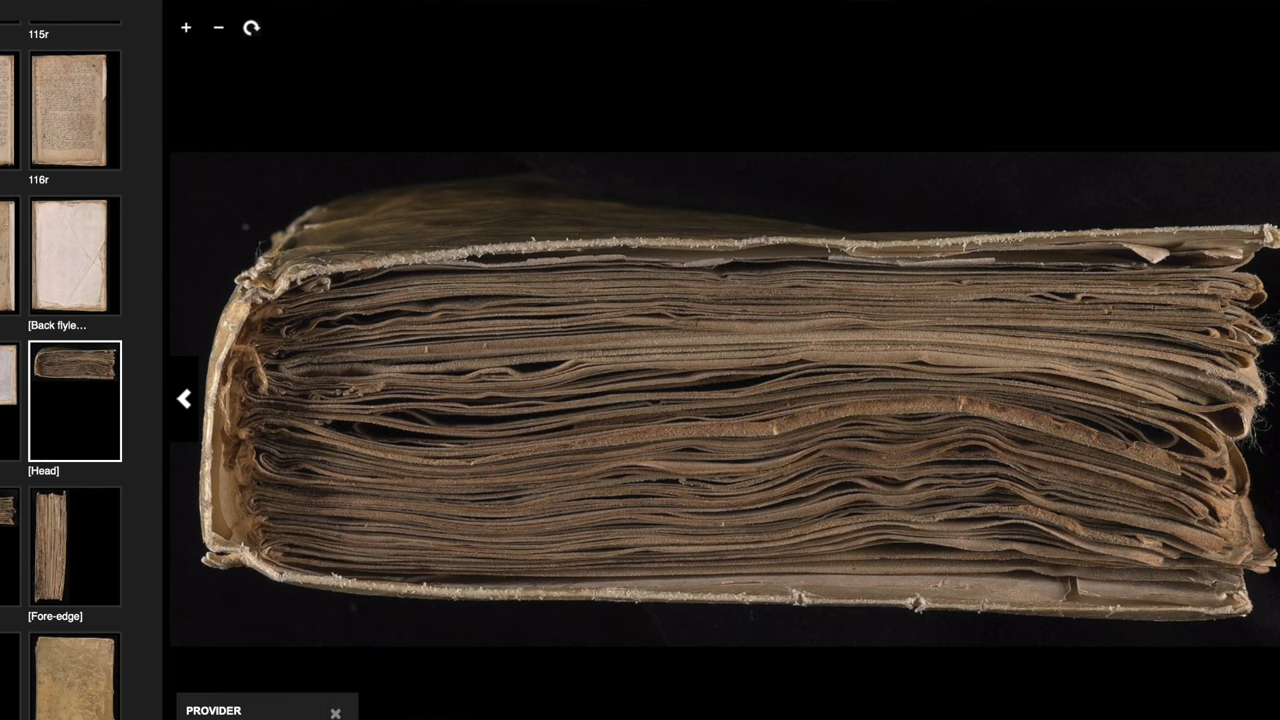 115r
116r
[Back flyle...
[Head]
[Fore-edge]
PROVIDER